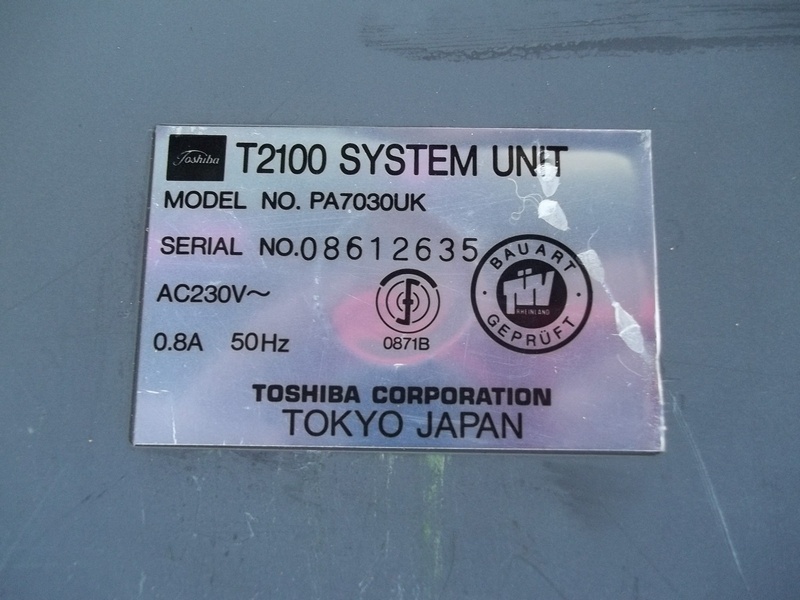 Toshiba T2100 SYSTEM UNIT
MODEL NO. PA7030UK
SERIAL NO. 08612635
AC230V~
0.8A 50Hz
S
0871B
BAUART
TÜV
RHEINLAND
GEPRÜFT
TOSHIBA CORPORATION
TOKYO JAPAN